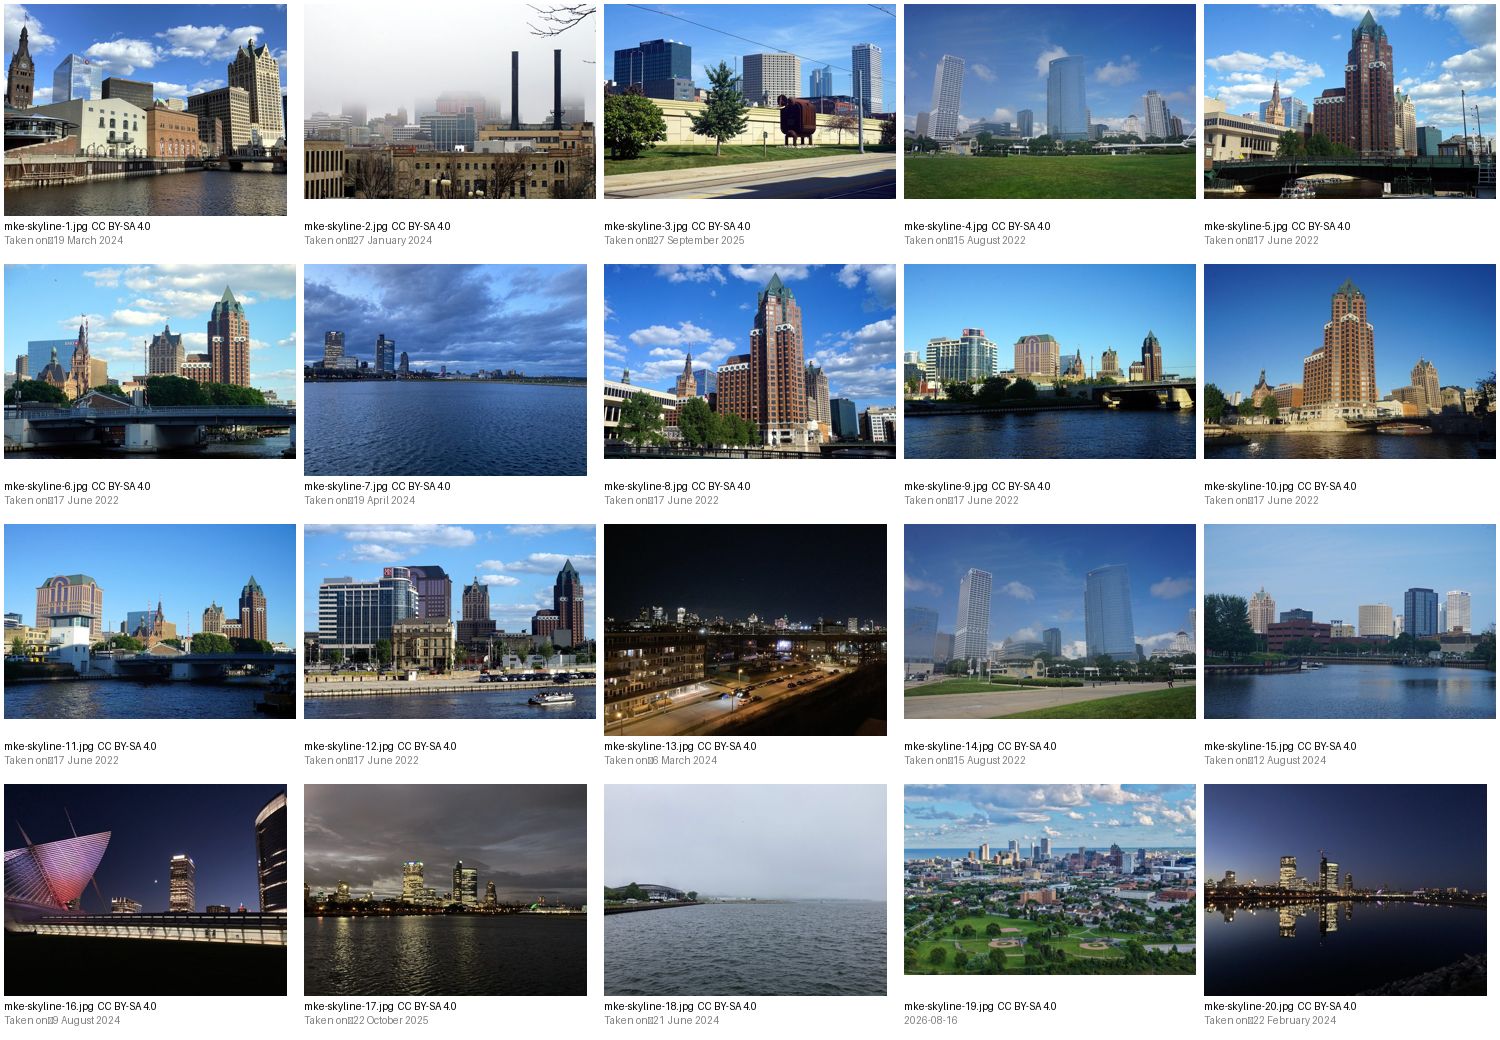 mke-skyline-1.jpg CC BY-SA 4.0
Taken on 19 March 2024
mke-skyline-2.jpg CC BY-SA 4.0
Taken on 27 January 2024
mke-skyline-3.jpg CC BY-SA 4.0
Taken on 27 September 2025
mke-skyline-4.jpg CC BY-SA 4.0
Taken on 15 August 2022
mke-skyline-5.jpg CC BY-SA 4.0
Taken on 17 June 2022
mke-skyline-6.jpg CC BY-SA 4.0
Taken on 17 June 2022
mke-skyline-7.jpg CC BY-SA 4.0
Taken on 19 April 2024
mke-skyline-8.jpg CC BY-SA 4.0
Taken on 17 June 2022
mke-skyline-9.jpg CC BY-SA 4.0
Taken on 17 June 2022
mke-skyline-10.jpg CC BY-SA 4.0
Taken on 17 June 2022
mke-skyline-11.jpg CC BY-SA 4.0
Taken on 17 June 2022
mke-skyline-12.jpg CC BY-SA 4.0
Taken on 17 June 2022
mke-skyline-13.jpg CC BY-SA 4.0
Taken on 6 March 2024
mke-skyline-14.jpg CC BY-SA 4.0
Taken on 15 August 2022
mke-skyline-15.jpg CC BY-SA 4.0
Taken on 12 August 2024
mke-skyline-16.jpg CC BY-SA 4.0
Taken on 9 August 2024
mke-skyline-17.jpg CC BY-SA 4.0
Taken on 22 October 2025
mke-skyline-18.jpg CC BY-SA 4.0
Taken on 21 June 2024
mke-skyline-19.jpg CC BY-SA 4.0
2026-08-16
mke-skyline-20.jpg CC BY-SA 4.0
Taken on 22 February 2024